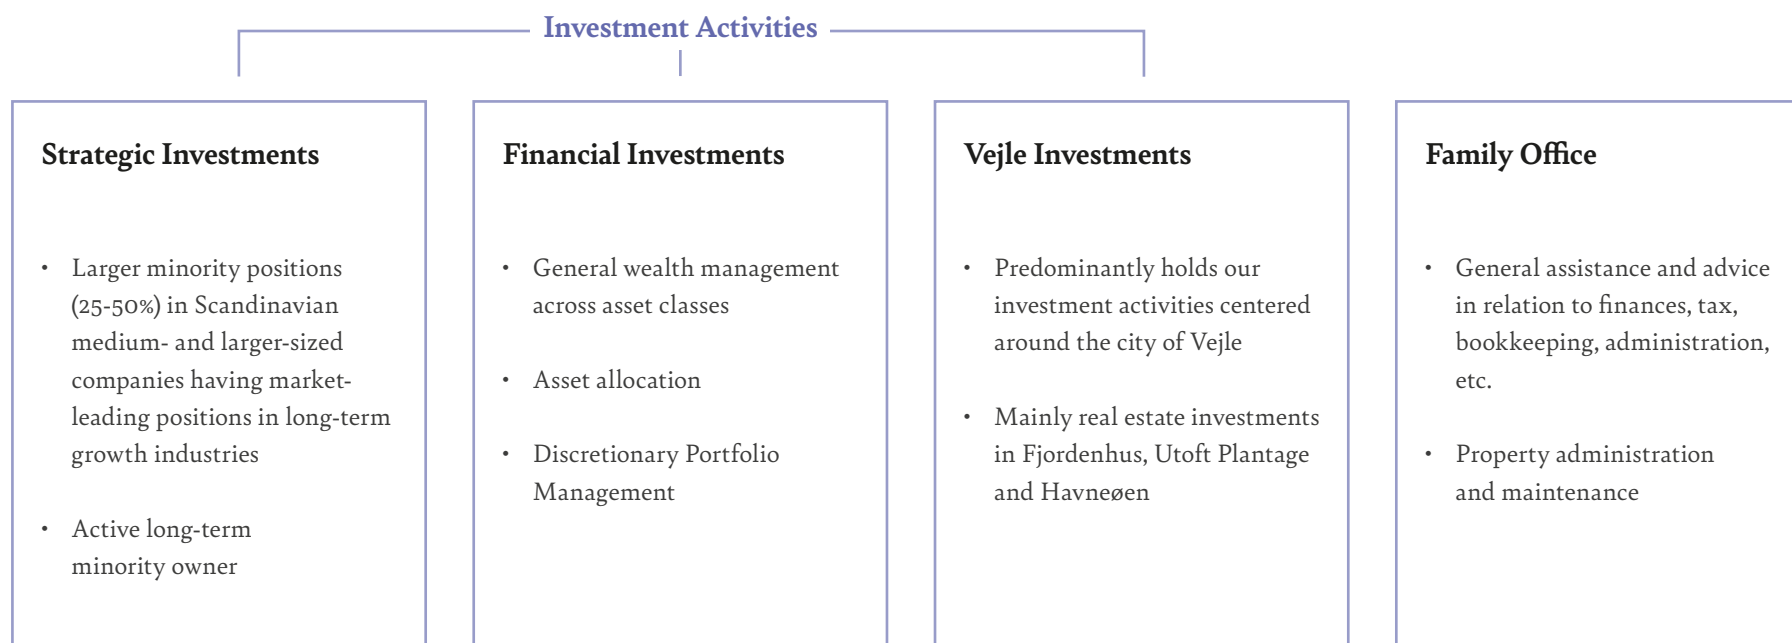 Investment Activities
Strategic Investments
• Larger minority positions
(25-50%) in Scandinavian
medium- and larger-sized
companies having market-
leading positions in long-term
growth industries
• Active long-term
minority owner
Financial Investments
• General wealth management
across asset classes
• Asset allocation
• Discretionary Portfolio
Management
Vejle Investments
• Predominantly holds our
investment activities centered
around the city of Vejle
• Mainly real estate investments
in Fjordenhus, Utoft Plantage
and Havneøen
Family Office
• General assistance and advice
in relation to finances, tax,
bookkeeping, administration,
etc.
• Property administration
and maintenance